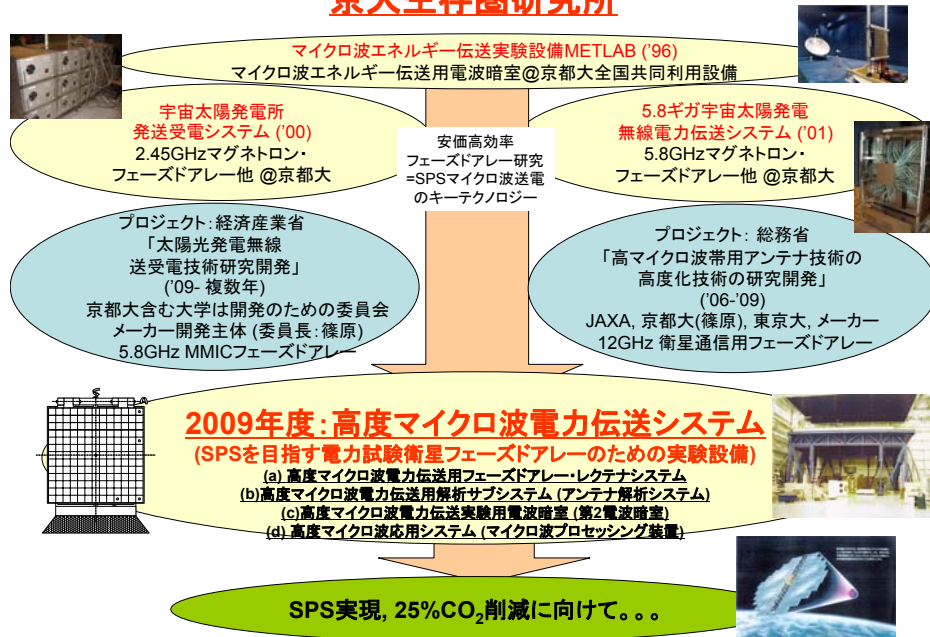 京大生存圏研究所
マイクロ波エネルギー伝送実験設備METLAB ('96)
マイクロ波エネルギー伝送用電波暗室@京都大全国共同利用設備
宇宙太陽発電所
発送受電システム ('00)
2.45GHzマグネトロン・
フェーズドアレー他 @京都大
安価高効率
フェーズドアレー研究
=SPSマイクロ波送電
のキーテクノロジー
5.8ギガ宇宙太陽発電
無線電力伝送システム ('01)
5.8GHzマグネトロン・
フェーズドアレー他 @京都大
プロジェクト：経済産業省
「太陽光発電無線
送受電技術研究開発」
('09- 複数年)
京都大含む大学は開発のための委員会
メーカー開発主体 (委員長：篠原)
5.8GHz MMICフェーズドアレー
プロジェクト： 総務省
「高マイクロ波帯用アンテナ技術の
高度化技術の研究開発」
('06-'09)
JAXA, 京都大(篠原), 東京大, メーカー
12GHz 衛星通信用フェーズドアレー
2009年度：高度マイクロ波電力伝送システム
(SPSを目指す電力試験衛星フェーズドアレーのための実験設備)
(a) 高度マイクロ波電力伝送用フェーズドアレー・レクテナシステム
(b)高度マイクロ波電力伝送用解析サブシステム (アンテナ解析システム)
(c)高度マイクロ波電力伝送実験用電波暗室 (第2電波暗室)
(d) 高度マイクロ波応用システム (マイクロ波プロセッシング装置)
SPS実現, 25%CO₂削減に向けて。。。